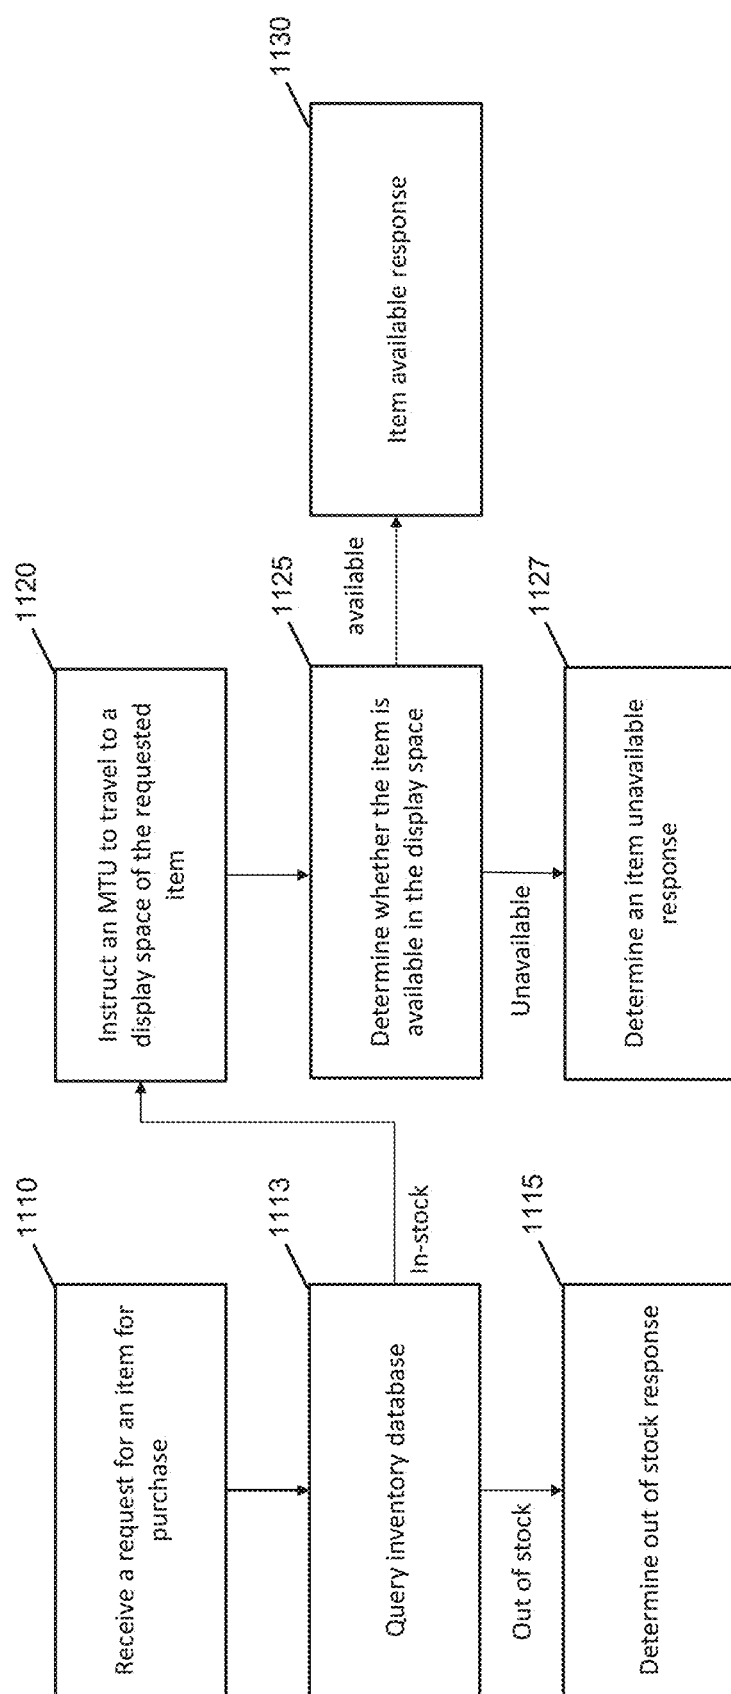 1110
Receive a request for an item for
purchase
1113
Query inventory database
In-stock
Out of stock
1115
Determine out of stock response
1120
Instruct an MTU to travel to a
display space of the requested
item
1125
Determine whether the item is
available in the display space
available
Unavailable
1127
Determine an item unavailable
response
1130
Item available response